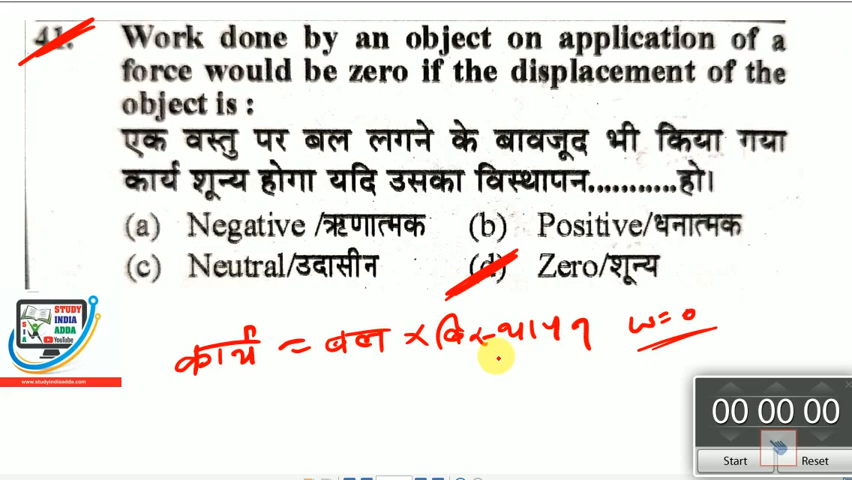 41. Work done by an object on application of a
force would be zero if the displacement of the
object is :
एक वस्तु पर बल लगने के बावजूद भी किया गया
कार्य शून्य होगा यदि उसका विस्थापन...........हो।
(a) Negative /ऋणात्मक (b) Positive/धनात्मक
(c) Neutral/उदासीन (d) Zero/शून्य
कार्य = बल × विस्थापन w=0
STUDY
INDIA
ADDA
SIA
YouTube
www.studyindiaadda.com
00 00 00
Start Reset